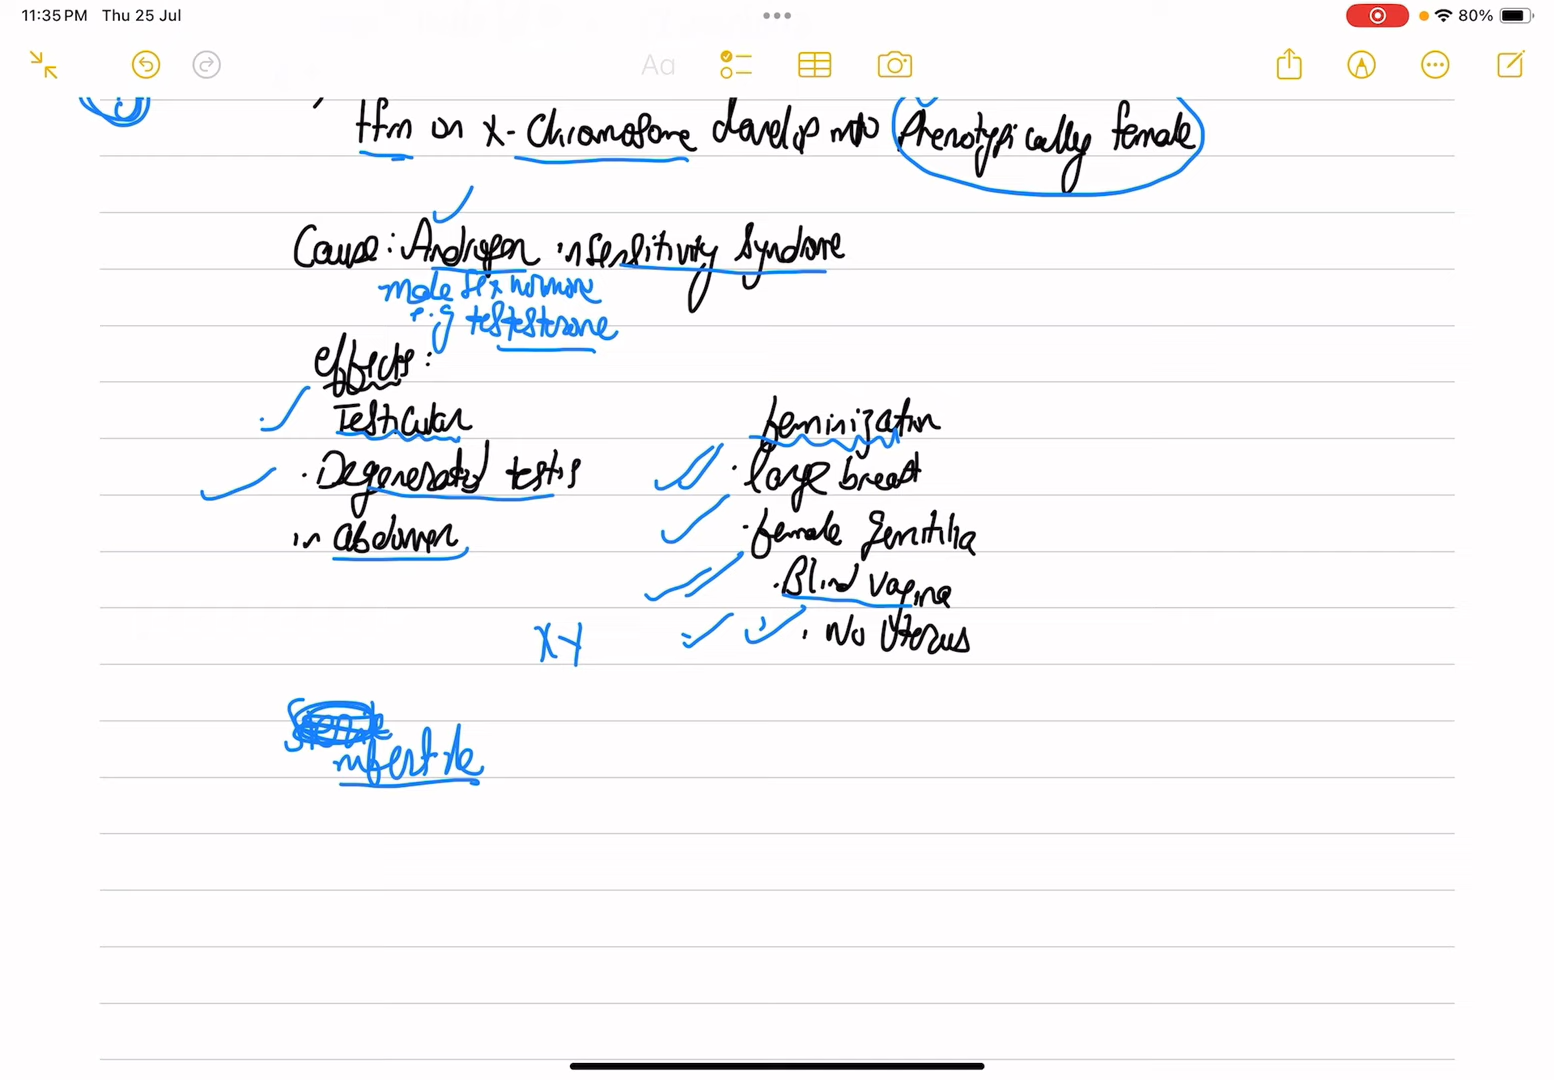 11:35 PM Thu 25 Jul
80%
Aa
tfm on X-Chromosome develop into Phenotypically female
Cause: Androgen insensitivity Syndrome
male sex hormone
e.g testesterone
effects:
Testicular
feminization
. Degenerated testis
. large breast
in abdomen
. female genitilia
. Blind vagina
XY
. No Uterus
infertile